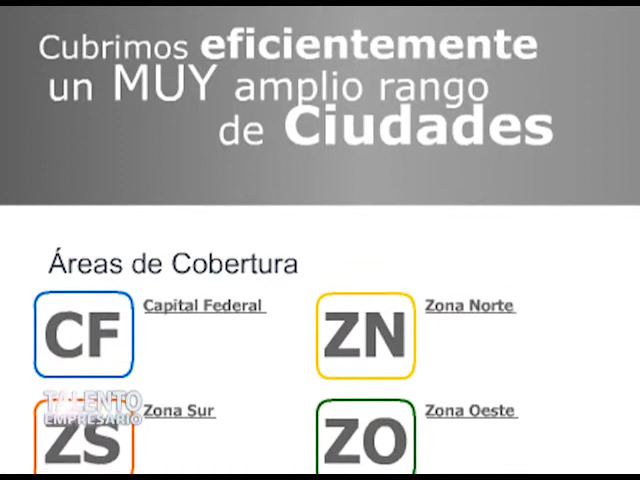 Cubrimos eficientemente
un MUY amplio rango
de Ciudades
Áreas de Cobertura
CF
Capital Federal
ZN
Zona Norte
TALENTO
EMPRESARIO
ZS
Zona Sur
ZO
Zona Oeste